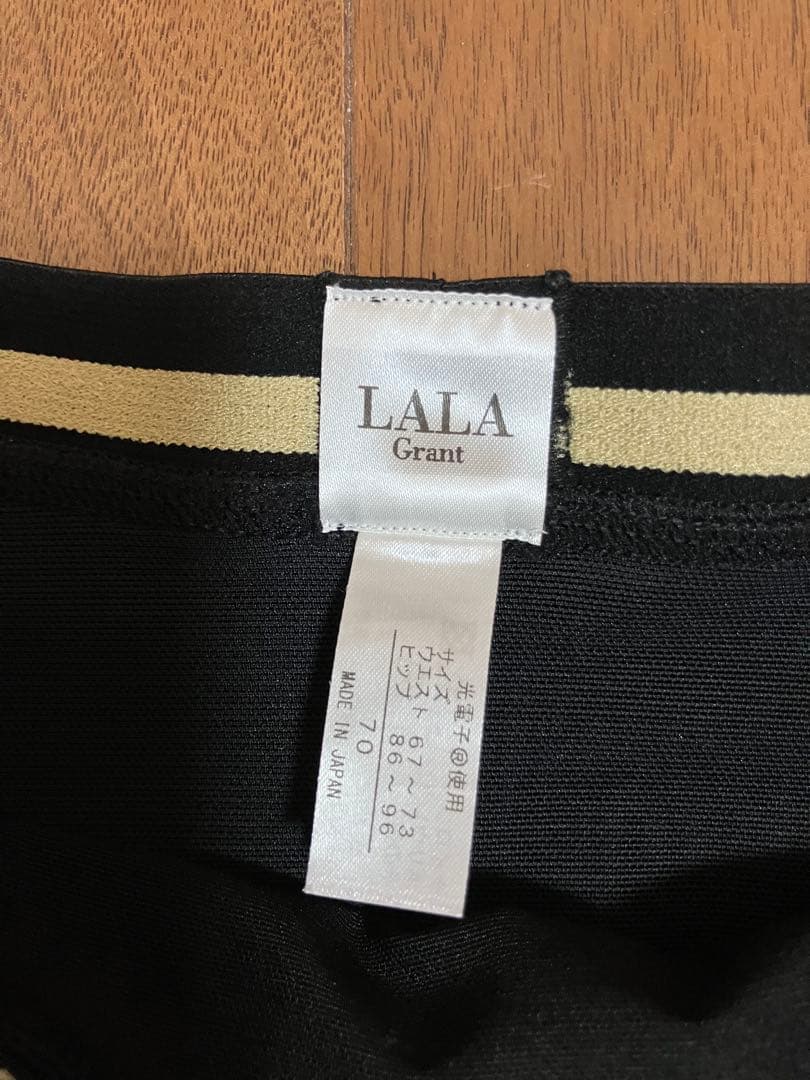 LALA
Grant
光電子@使用
サイズ
ウエスト 67～73
ヒップ 86～96
70
MADE IN JAPAN